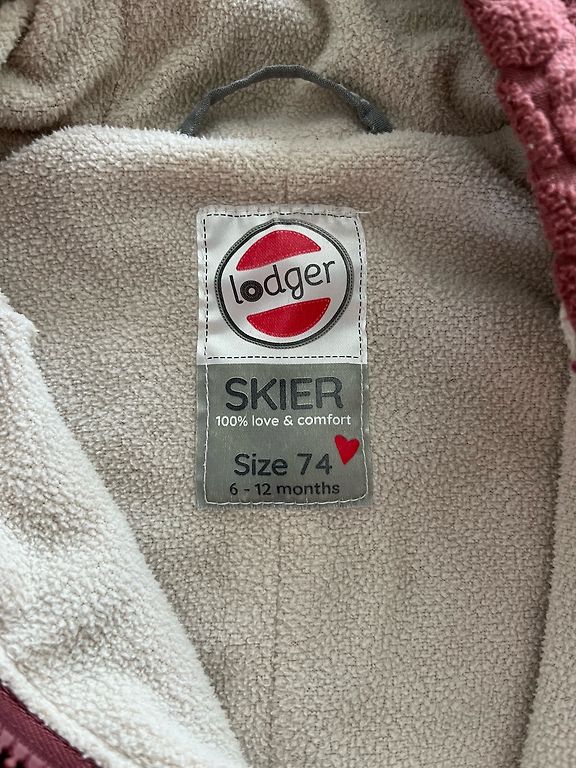 lodger
SKIER
100% love & comfort
Size 74
6 - 12 months